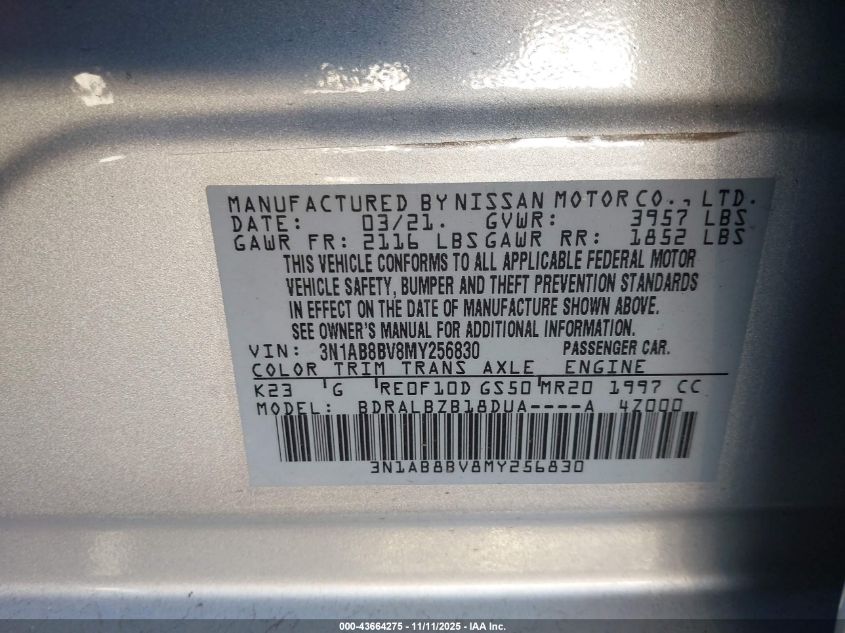 MANUFACTURED BY NISSAN MOTOR CO., LTD.
DATE: 03/21. GVWR: 3957 LBS
GAWR FR: 2116 LBS GAWR RR: 1852 LBS
THIS VEHICLE CONFORMS TO ALL APPLICABLE FEDERAL MOTOR
VEHICLE SAFETY, BUMPER AND THEFT PREVENTION STANDARDS
IN EFFECT ON THE DATE OF MANUFACTURE SHOWN ABOVE.
SEE OWNER'S MANUAL FOR ADDITIONAL INFORMATION.
VIN: 3N1AB8BV8MY256830 PASSENGER CAR.
COLOR TRIM TRANS AXLE ENGINE
K23 G RE0F10D GS50 MR20 1997 CC
MODEL: BDRALBZB18DUA----A 4Z000
3N1AB8BV8MY256830
000-43664275 - 11/11/2025 - IAA Inc.